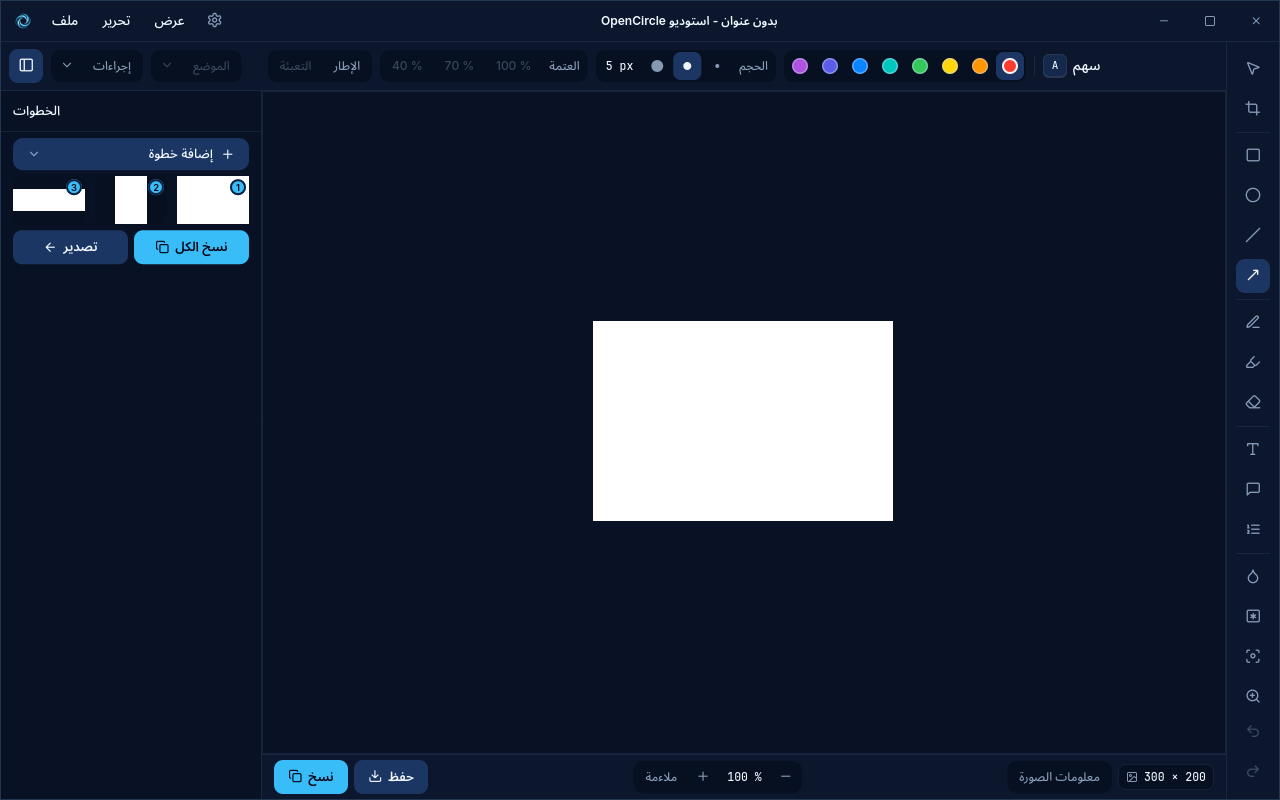 ملف
تحرير
عرض
بدون عنوان - استوديو OpenCircle
سهم
A
الحجم
5 px
العتمة
100 %
70 %
40 %
الإطار
التعبئة
الموضع
إجراءات
الخطوات
إضافة خطوة
1
2
3
نسخ الكل
تصدير
300 × 200
معلومات الصورة
100 %
ملاءمة
حفظ
نسخ